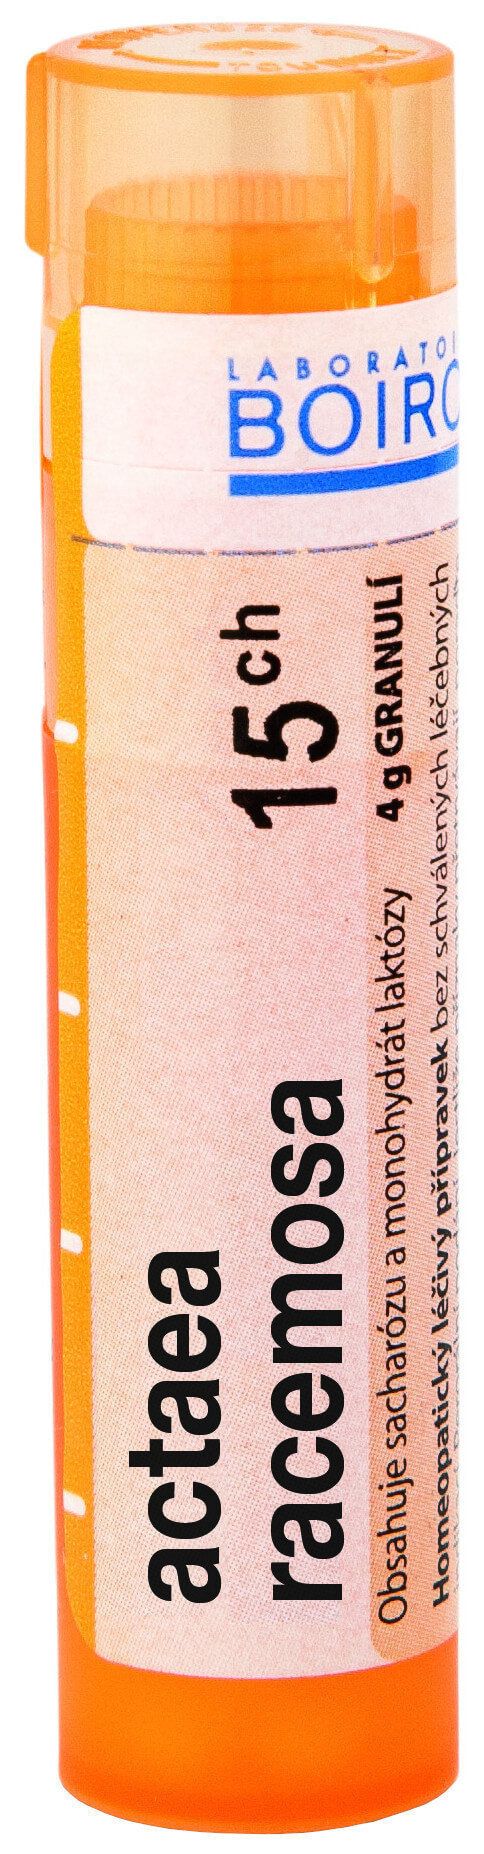 LABORATOI
BOIRO
actaea
racemosa 15 ch
Obsahuje sacharózu a monohydrát laktózy 4 g GRANULÍ
Homeopatický léčivý přípravek bez schválených léčebných